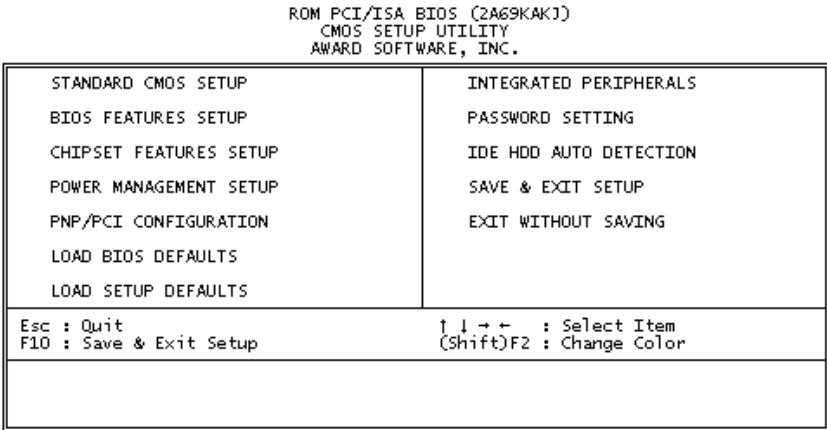 ROM PCI/ISA BIOS (2A69KAKJ)
CMOS SETUP UTILITY
AWARD SOFTWARE, INC.
STANDARD CMOS SETUP
BIOS FEATURES SETUP
CHIPSET FEATURES SETUP
POWER MANAGEMENT SETUP
PNP/PCI CONFIGURATION
LOAD BIOS DEFAULTS
LOAD SETUP DEFAULTS
INTEGRATED PERIPHERALS
PASSWORD SETTING
IDE HDD AUTO DETECTION
SAVE & EXIT SETUP
EXIT WITHOUT SAVING
Esc : Quit
F10 : Save & Exit Setup
↑ ↓ → ← : Select Item
(Shift)F2 : Change Color